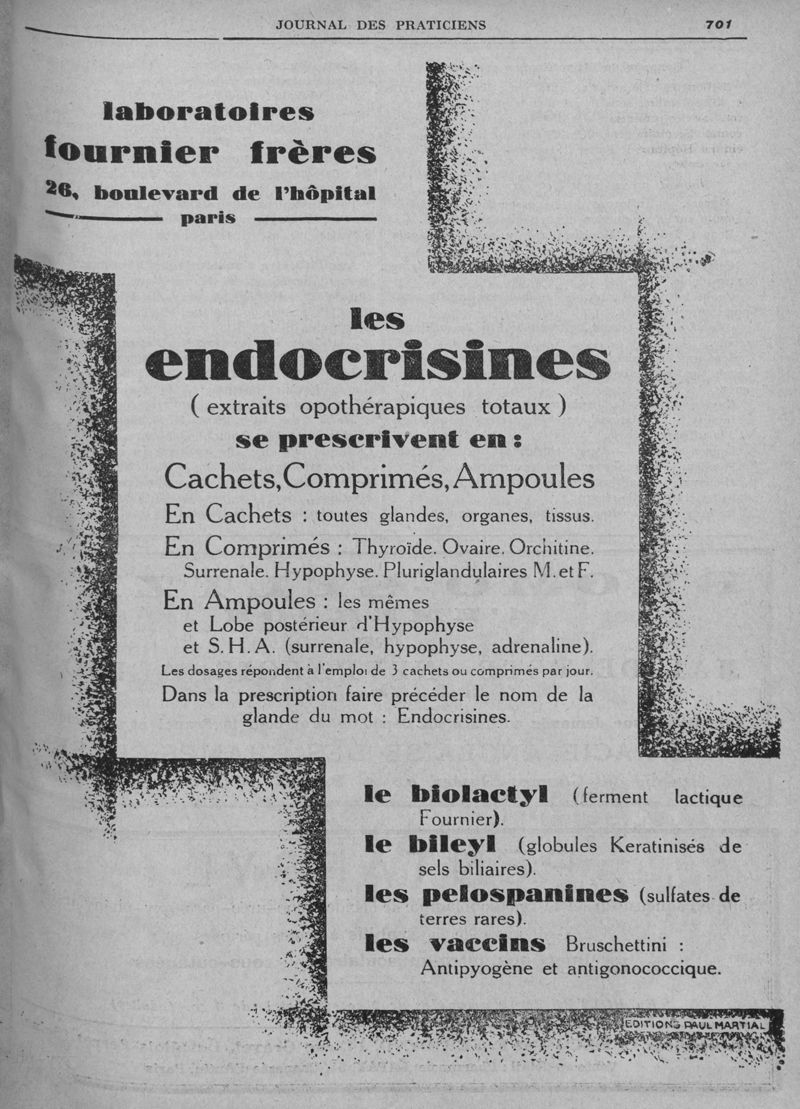 JOURNAL DES PRATICIENS 701
laboratoires
fournier frères
26, boulevard de l'hôpital
paris
les
endocrisines
( extraits opothérapiques totaux )
se prescrivent en :
Cachets, Comprimés, Ampoules
En Cachets : toutes glandes, organes, tissus.
En Comprimés : Thyroïde. Ovaire. Orchitine.
Surrenale. Hypophyse. Pluriglandulaires M. et F.
En Ampoules : les mêmes
et Lobe postérieur d'Hypophyse
et S. H. A. (surrenale, hypophyse, adrenaline).
Les dosages répondent à l'emploi de 3 cachets ou comprimés par jour.
Dans la prescription faire précéder le nom de la
glande du mot : Endocrisines.
le biolactyl (ferment lactique
Fournier).
le bileyl (globules Keratinisés de
sels biliaires).
les pelospanines (sulfates de
terres rares).
les vaccins Bruschettini :
Antipyogène et antigonococcique.
EDITIONS PAUL MARTIAL